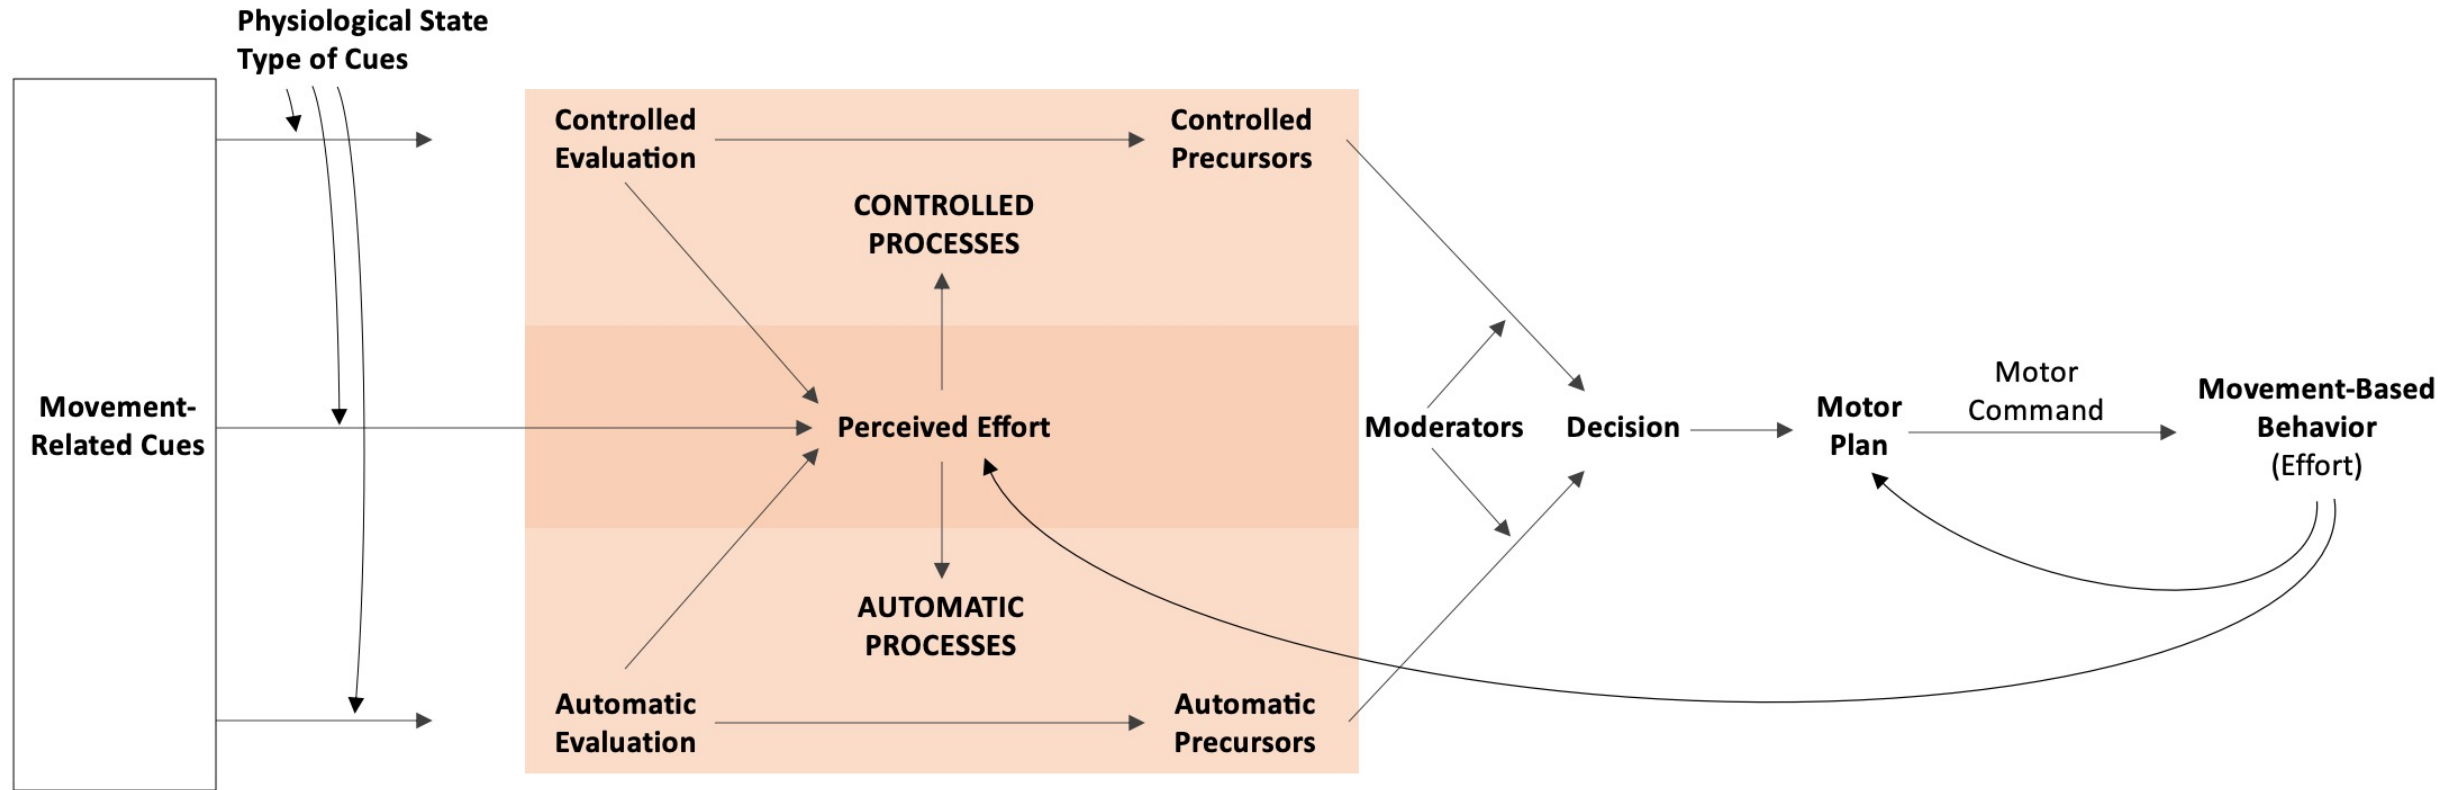 Physiological State
Type of Cues
Movement-
Related Cues
Controlled
Evaluation
Controlled
Precursors
CONTROLLED
PROCESSES
Perceived Effort
AUTOMATIC
PROCESSES
Automatic
Evaluation
Automatic
Precursors
Moderators
Decision
Motor
Plan
Motor
Command
Movement-Based
Behavior
(Effort)